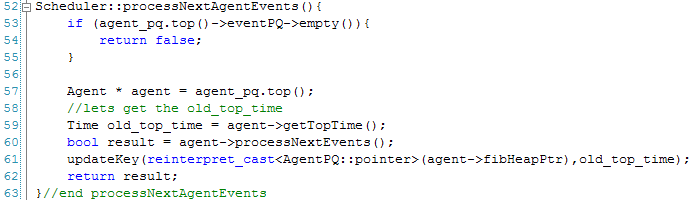 52 Scheduler::processNextAgentEvents(){
53     if (agent_pq.top()->eventPQ->empty()){
54         return false;
55     }
56
57     Agent * agent = agent_pq.top();
58     //lets get the old_top_time
59     Time old_top_time = agent->getTopTime();
60     bool result = agent->processNextEvents();
61     updateKey(reinterpret_cast<AgentPQ::pointer>(agent->fibHeapPtr),old_top_time);
62     return result;
63 }//end processNextAgentEvents